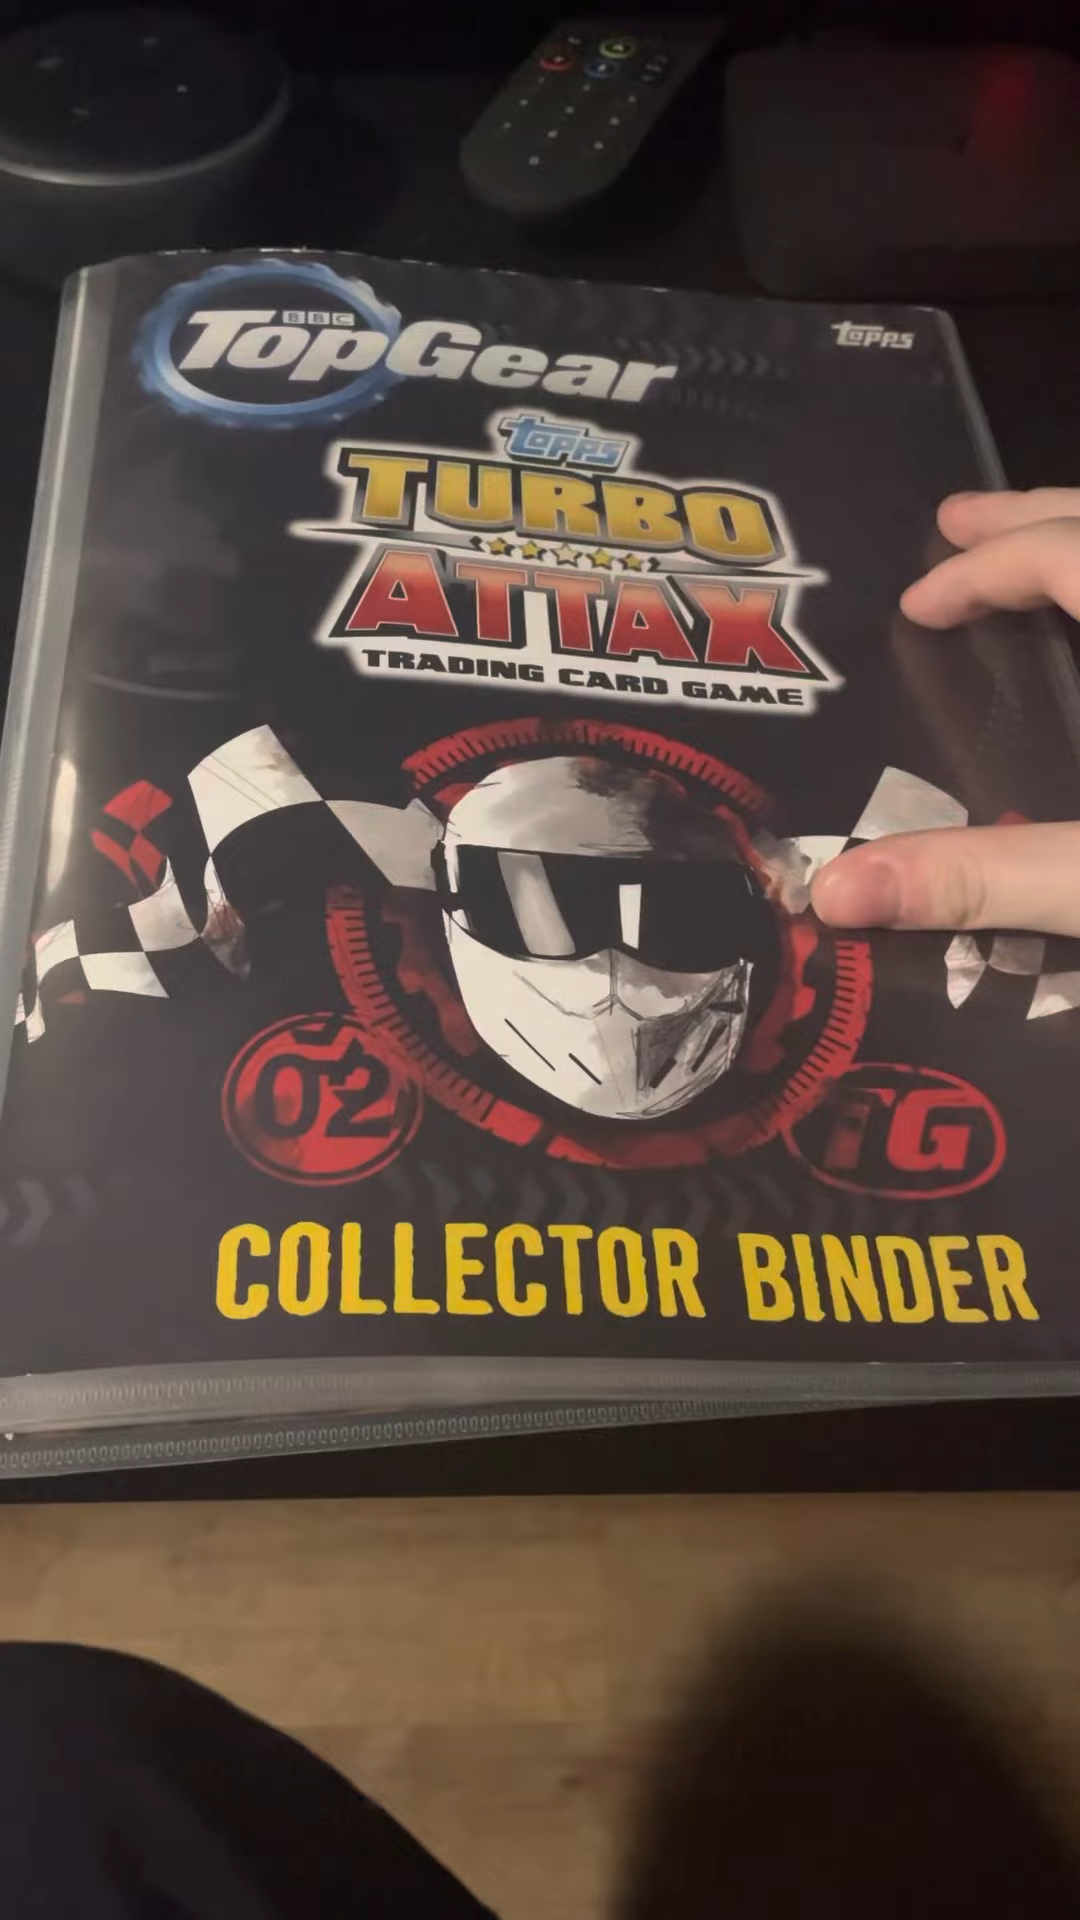 BBC
TopGear
topps
topps
TURBO
ATTAX
TRADING CARD GAME
02
TG
COLLECTOR BINDER